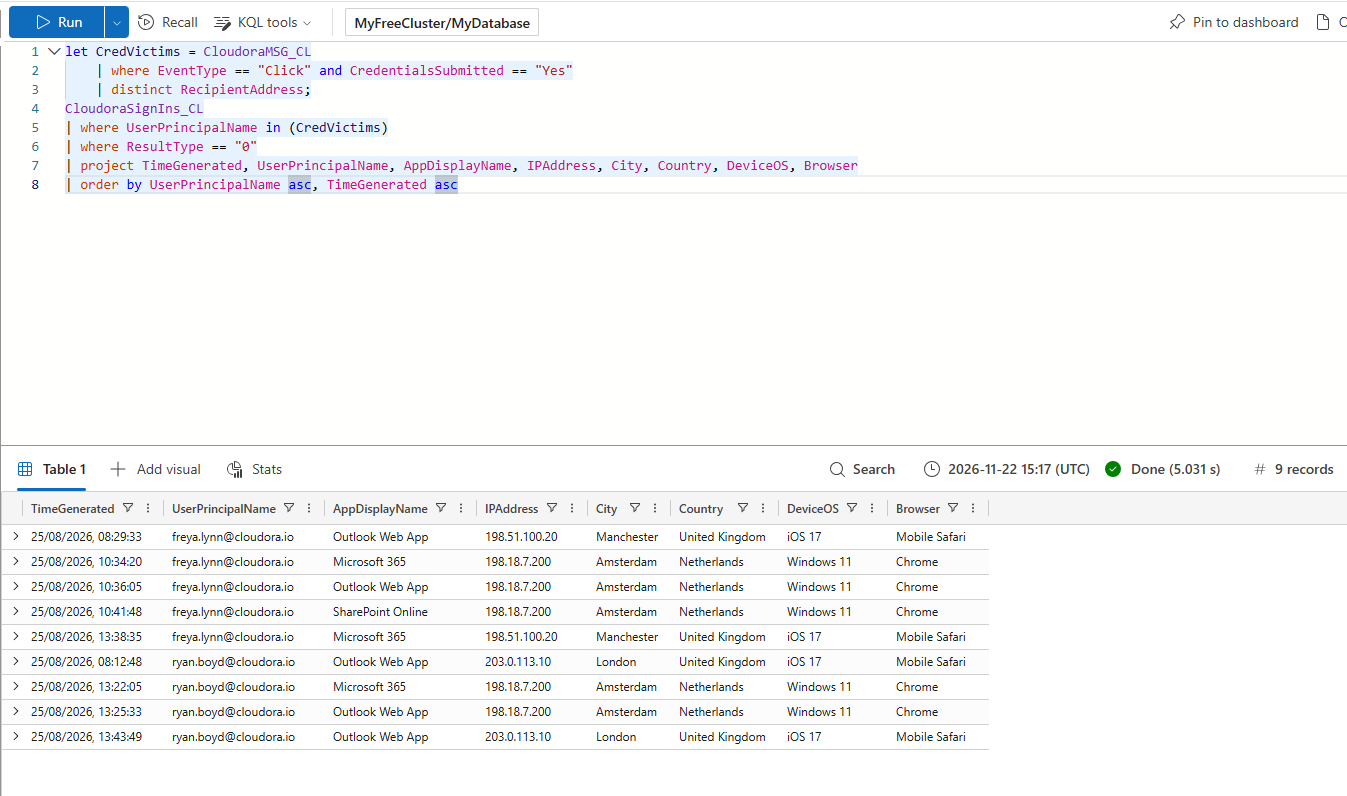 Run Recall KQL tools MyFreeCluster/MyDatabase Pin to dashboard
1 let CredVictims = CloudoraMSG_CL
2 | where EventType == "Click" and CredentialsSubmitted == "Yes"
3 | distinct RecipientAddress;
4 CloudoraSignIns_CL
5 | where UserPrincipalName in (CredVictims)
6 | where ResultType == "0"
7 | project TimeGenerated, UserPrincipalName, AppDisplayName, IPAddress, City, Country, DeviceOS, Browser
8 | order by UserPrincipalName asc, TimeGenerated asc
Table 1 Add visual Stats Search 2026-11-22 15:17 (UTC) Done (5.031 s) # 9 records
TimeGenerated UserPrincipalName AppDisplayName IPAddress City Country DeviceOS Browser
25/08/2026, 08:29:33 freya.lynn@cloudora.io Outlook Web App 198.51.100.20 Manchester United Kingdom iOS 17 Mobile Safari
25/08/2026, 10:34:20 freya.lynn@cloudora.io Microsoft 365 198.18.7.200 Amsterdam Netherlands Windows 11 Chrome
25/08/2026, 10:36:05 freya.lynn@cloudora.io Outlook Web App 198.18.7.200 Amsterdam Netherlands Windows 11 Chrome
25/08/2026, 10:41:48 freya.lynn@cloudora.io SharePoint Online 198.18.7.200 Amsterdam Netherlands Windows 11 Chrome
25/08/2026, 13:38:35 freya.lynn@cloudora.io Microsoft 365 198.51.100.20 Manchester United Kingdom iOS 17 Mobile Safari
25/08/2026, 08:12:48 ryan.boyd@cloudora.io Outlook Web App 203.0.113.10 London United Kingdom iOS 17 Mobile Safari
25/08/2026, 13:22:05 ryan.boyd@cloudora.io Microsoft 365 198.18.7.200 Amsterdam Netherlands Windows 11 Chrome
25/08/2026, 13:25:33 ryan.boyd@cloudora.io Outlook Web App 198.18.7.200 Amsterdam Netherlands Windows 11 Chrome
25/08/2026, 13:43:49 ryan.boyd@cloudora.io Outlook Web App 203.0.113.10 London United Kingdom iOS 17 Mobile Safari